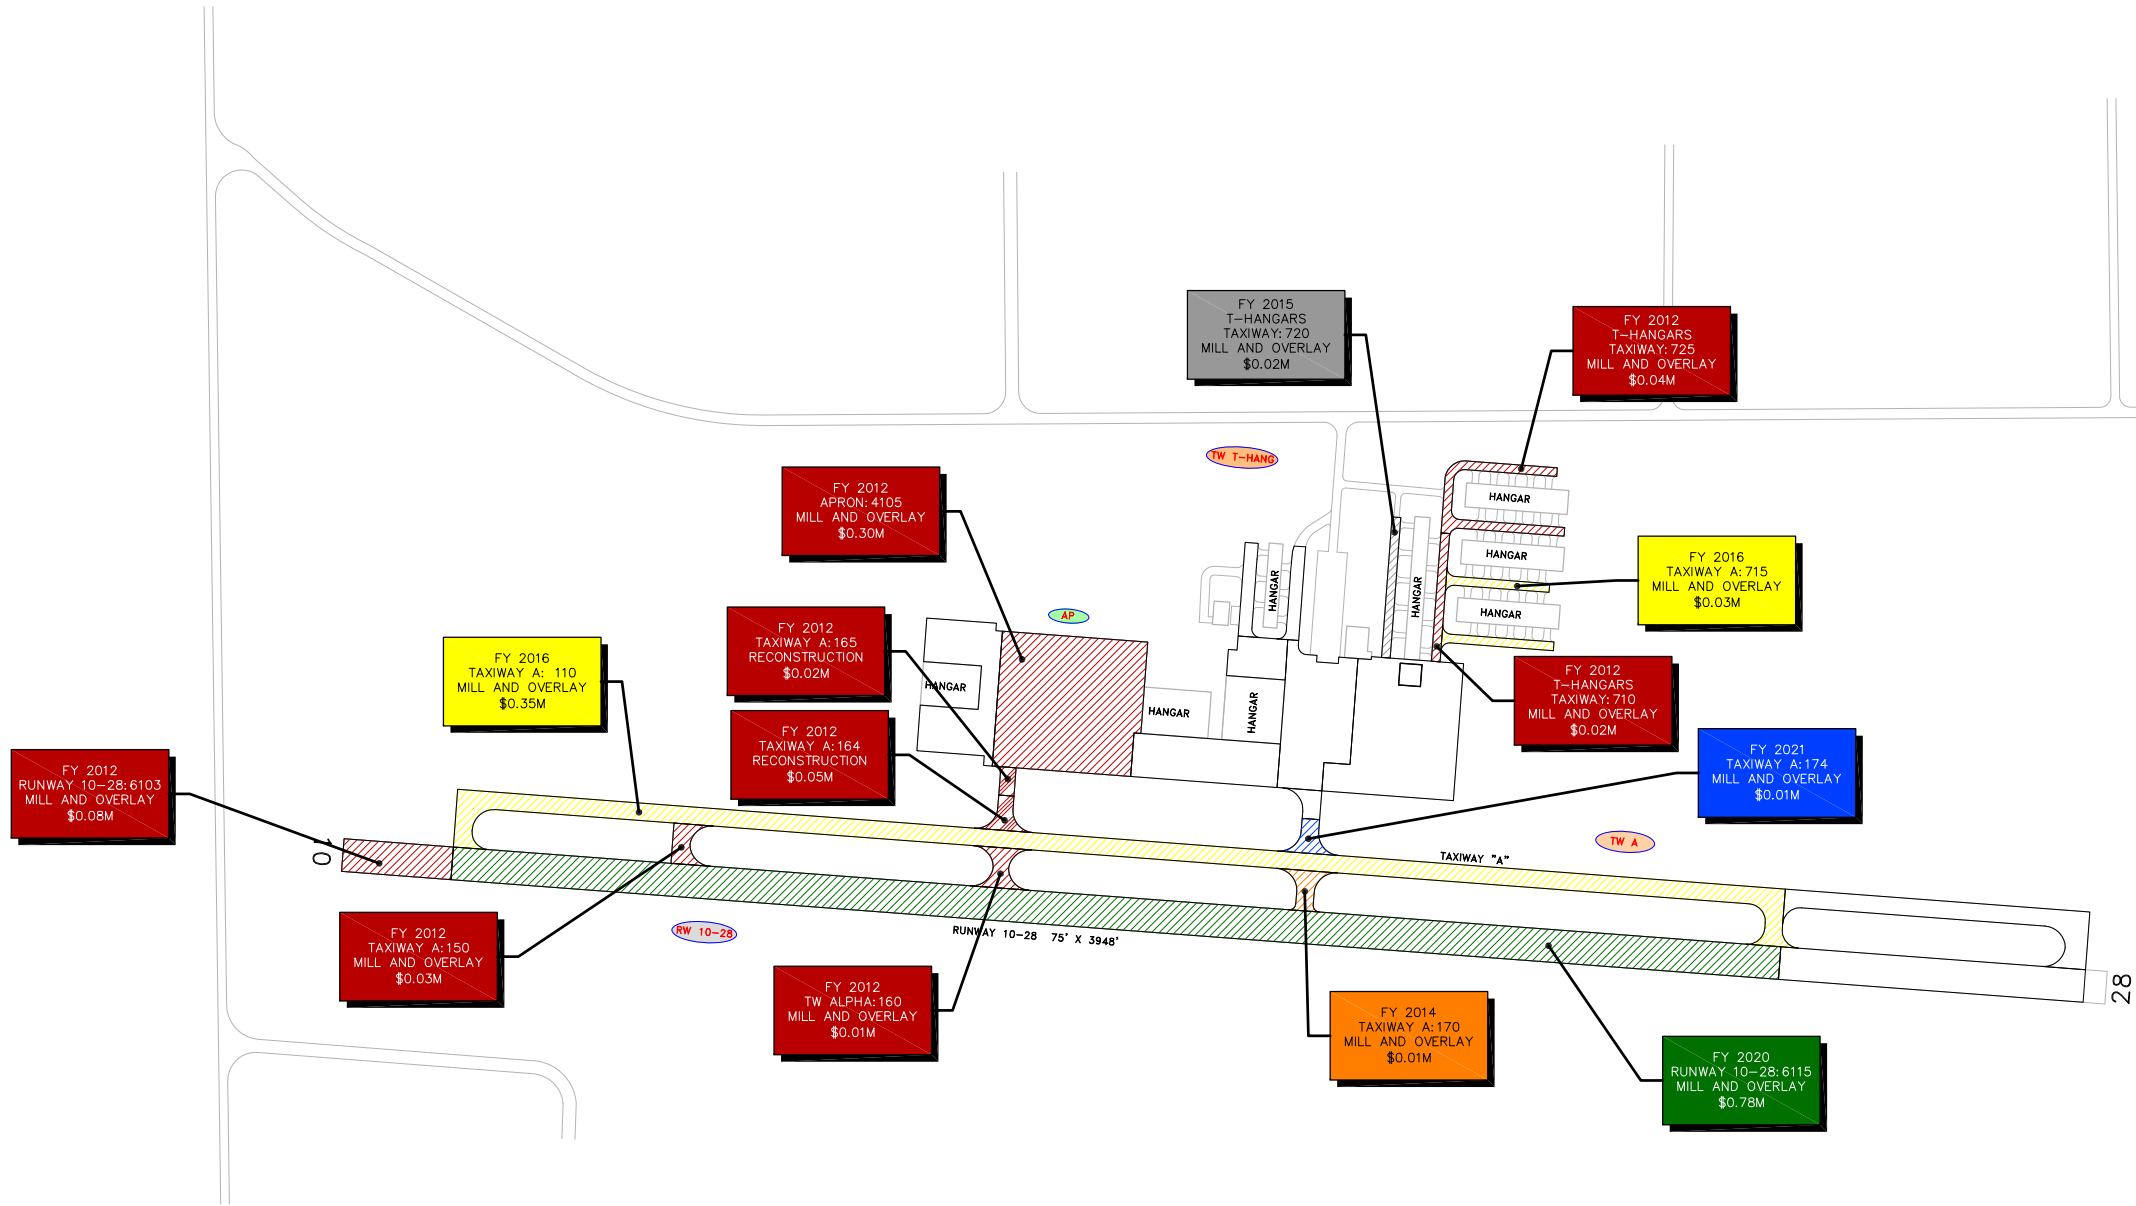 FY 2015
T-HANGARS
TAXIWAY: 720
MILL AND OVERLAY
$0.02M
FY 2012
T-HANGARS
TAXIWAY: 725
MILL AND OVERLAY
$0.04M
TW T-HANG
FY 2012
APRON: 4105
MILL AND OVERLAY
$0.30M
HANGAR
HANGAR
HANGAR
HANGAR
HANGAR
FY 2016
TAXIWAY A: 715
MILL AND OVERLAY
$0.03M
AP
FY 2012
TAXIWAY A: 165
RECONSTRUCTION
$0.02M
FY 2016
TAXIWAY A: 110
MILL AND OVERLAY
$0.35M
HANGAR
HANGAR
HANGAR
FY 2012
T-HANGARS
TAXIWAY: 710
MILL AND OVERLAY
$0.02M
FY 2012
TAXIWAY A: 164
RECONSTRUCTION
$0.05M
FY 2021
TAXIWAY A: 174
MILL AND OVERLAY
$0.01M
FY 2012
RUNWAY 10-28: 6103
MILL AND OVERLAY
$0.08M
10
TAXIWAY "A"
TW A
FY 2012
TAXIWAY A: 150
MILL AND OVERLAY
$0.03M
RW 10-28
RUNWAY 10-28 75' X 3948'
28
FY 2012
TW ALPHA: 160
MILL AND OVERLAY
$0.01M
FY 2014
TAXIWAY A: 170
MILL AND OVERLAY
$0.01M
FY 2020
RUNWAY 10-28: 6115
MILL AND OVERLAY
$0.78M